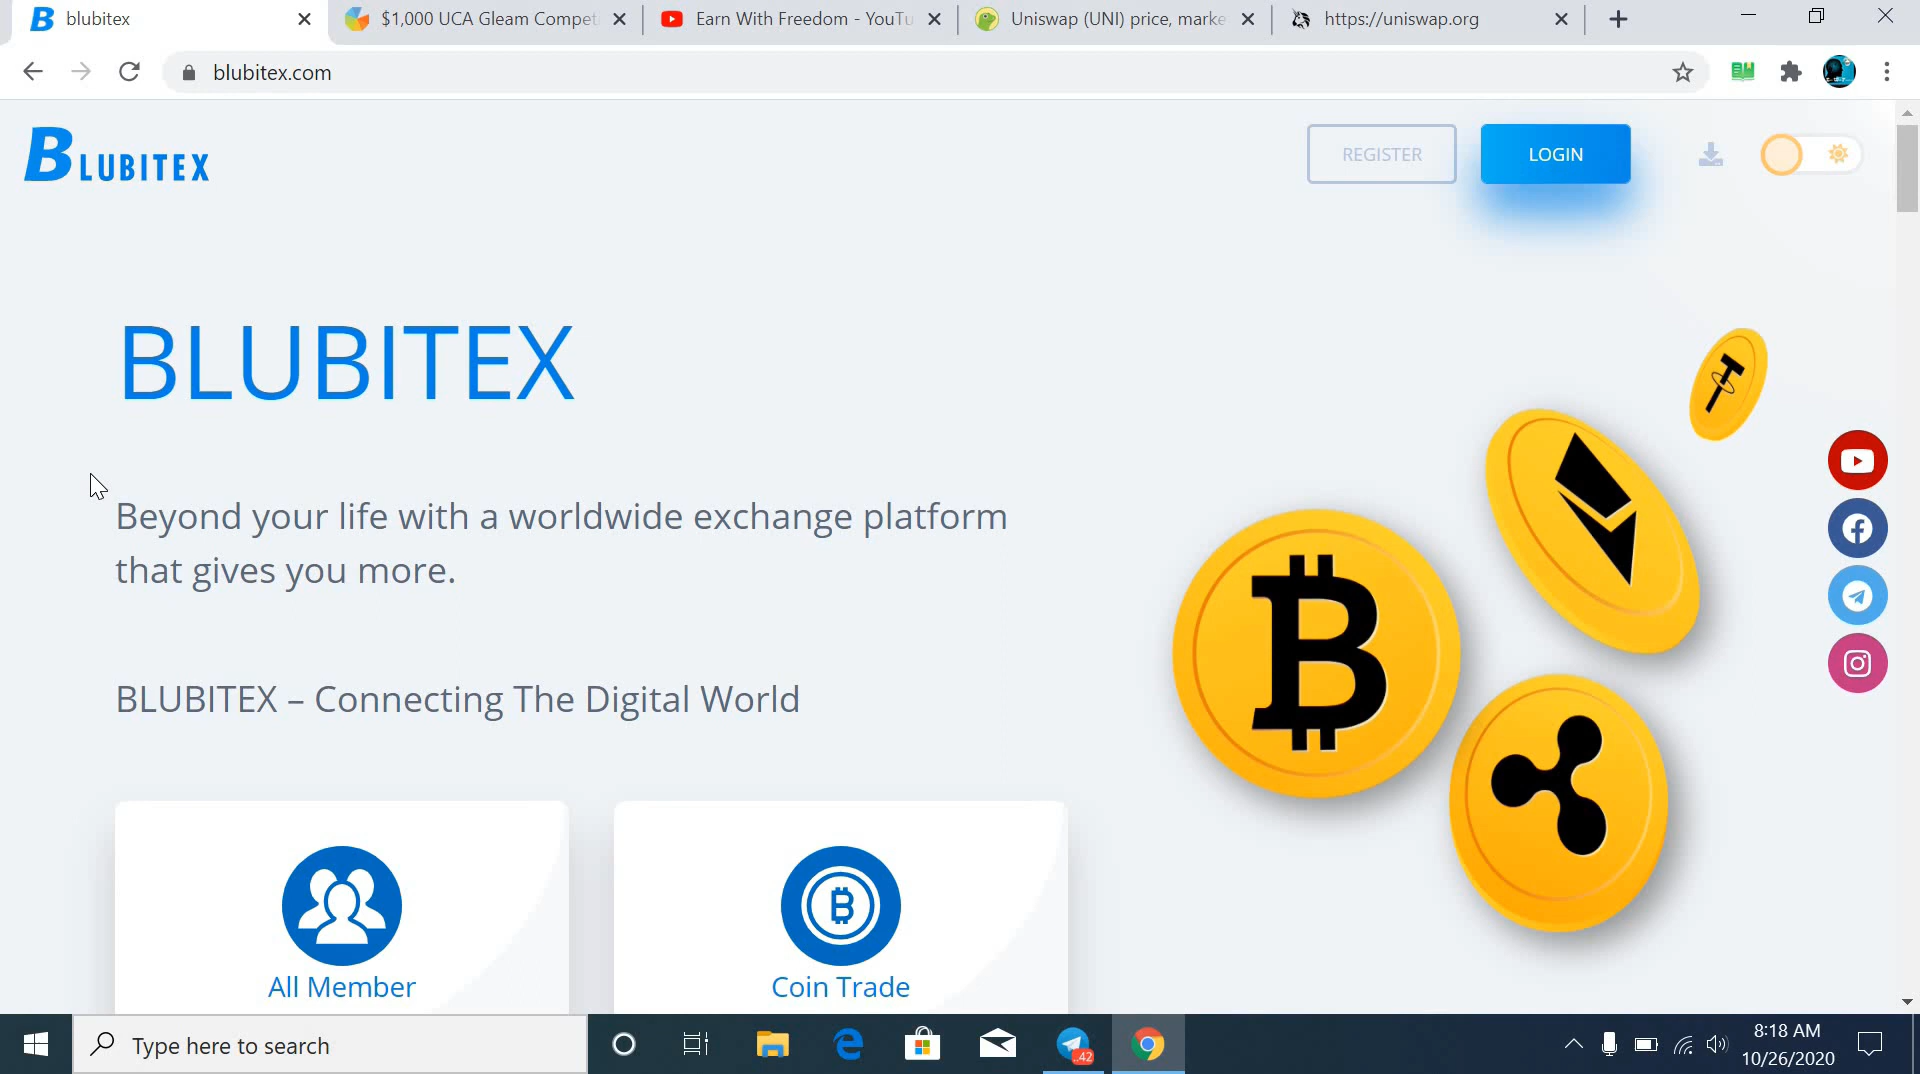 blubitex
$1,000 UCA Gleam Compet
Earn With Freedom - YouTu
Uniswap (UNI) price, marke
https://uniswap.org
blubitex.com
BLUBITEX
REGISTER
LOGIN
BLUBITEX
Beyond your life with a worldwide exchange platform
that gives you more.
BLUBITEX – Connecting The Digital World
All Member
Coin Trade
Type here to search
42
8:18 AM
10/26/2020